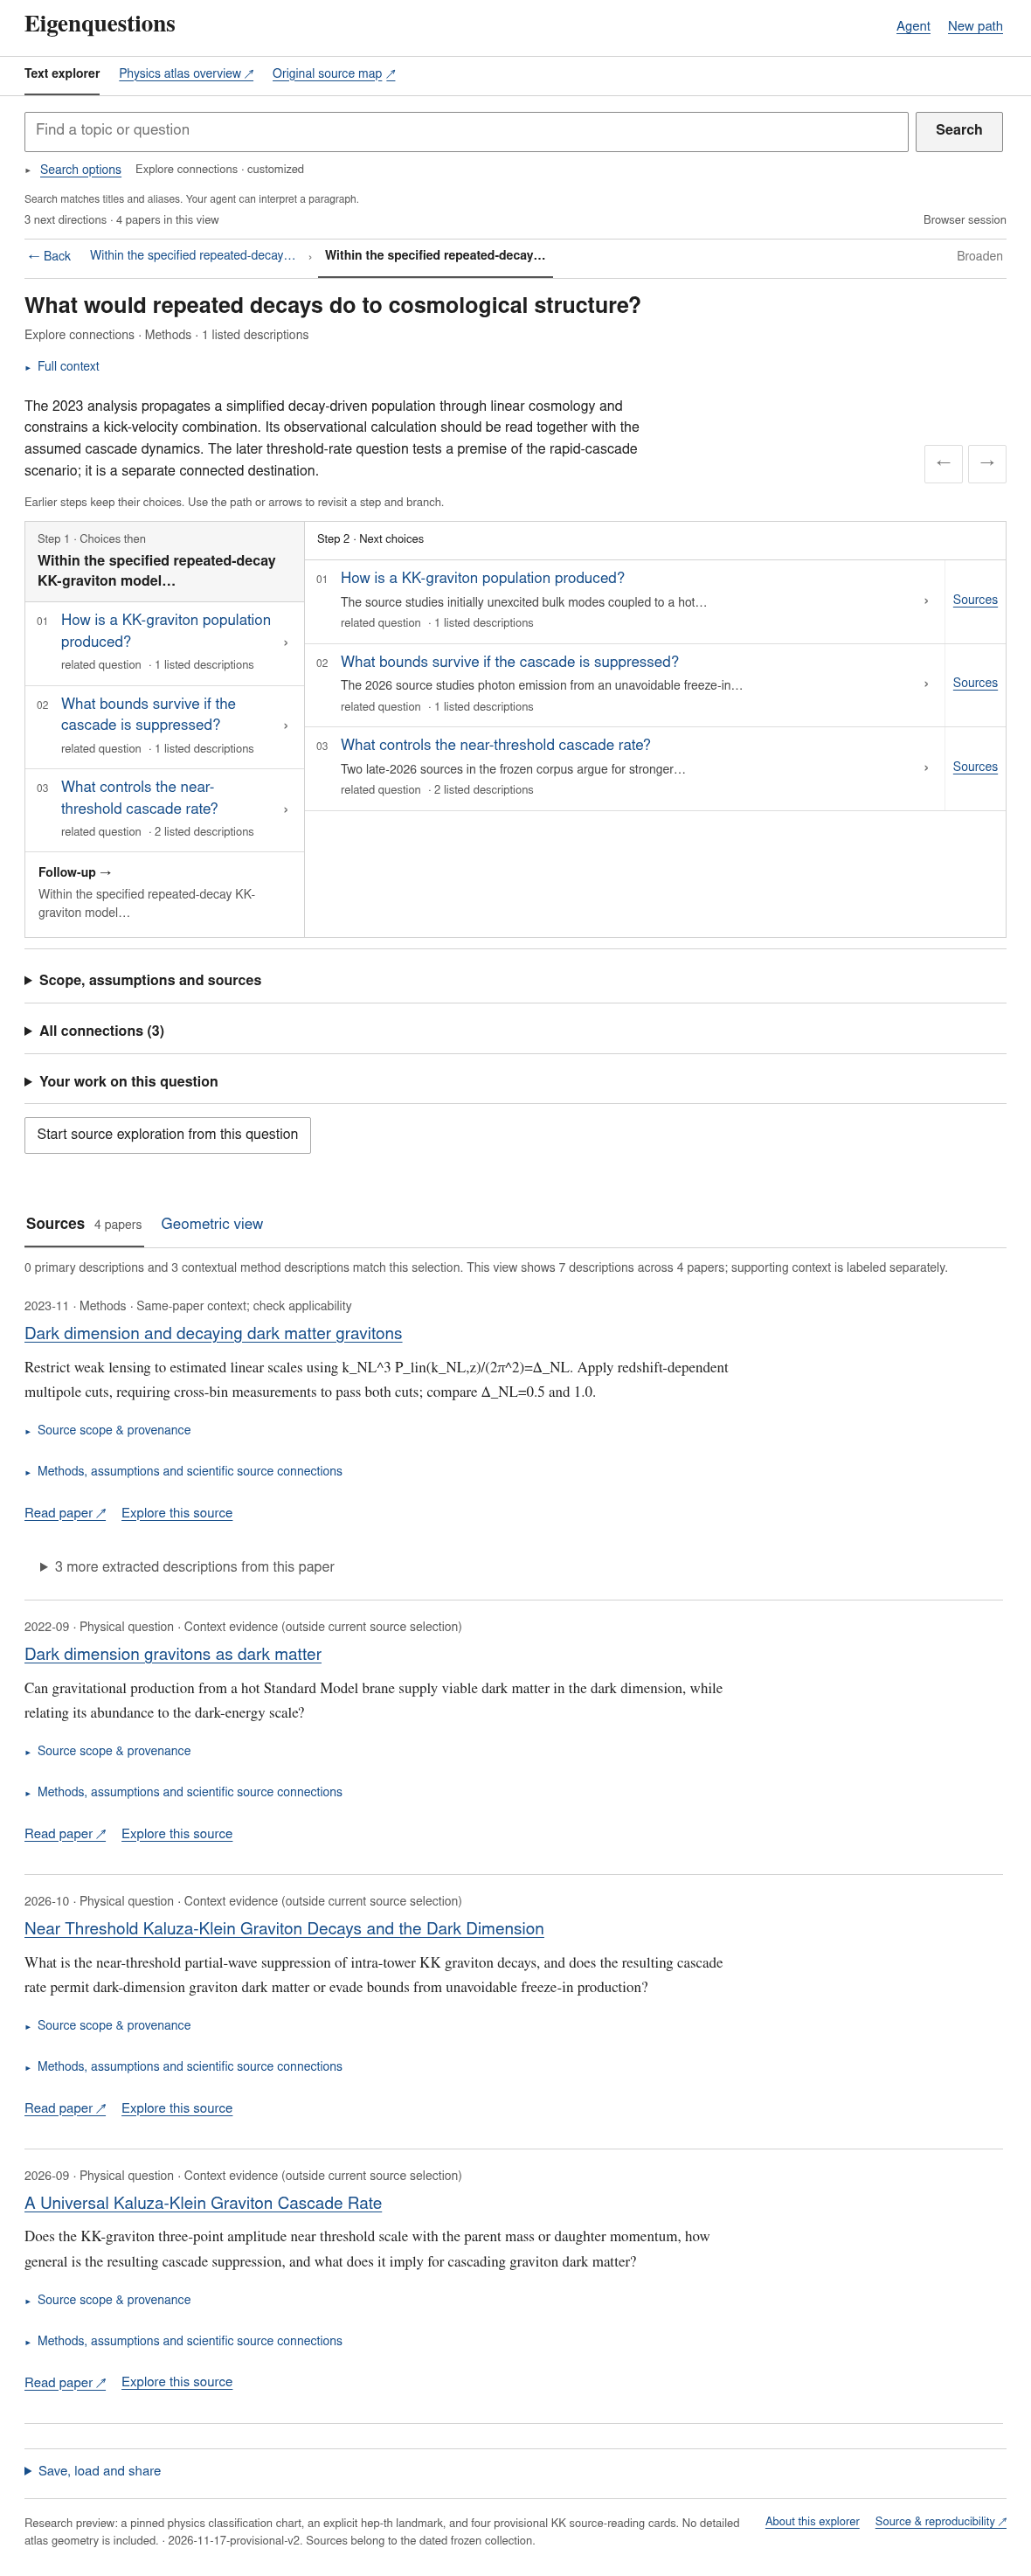 Eigenquestions
Agent
New path
Text explorer
Physics atlas overview ↗
Original source map ↗
Find a topic or question
Search
▸ Search options
Explore connections · customized
Search matches titles and aliases. Your agent can interpret a paragraph.
3 next directions · 4 papers in this view
Browser session
← Back
Within the specified repeated-decay…
›
Within the specified repeated-decay…
Broaden
What would repeated decays do to cosmological structure?
Explore connections · Methods · 1 listed descriptions
▸ Full context
The 2023 analysis propagates a simplified decay-driven population through linear cosmology and
constrains a kick-velocity combination. Its observational calculation should be read together with the
assumed cascade dynamics. The later threshold-rate question tests a premise of the rapid-cascade
scenario; it is a separate connected destination.
← →
Earlier steps keep their choices. Use the path or arrows to revisit a step and branch.
Step 1 · Choices then
Within the specified repeated-decay
KK-graviton model…
01 How is a KK-graviton population
produced? ›
related question · 1 listed descriptions
02 What bounds survive if the
cascade is suppressed? ›
related question · 1 listed descriptions
03 What controls the near-
threshold cascade rate? ›
related question · 2 listed descriptions
Follow-up →
Within the specified repeated-decay KK-
graviton model…
Step 2 · Next choices
01 How is a KK-graviton population produced?
The source studies initially unexcited bulk modes coupled to a hot… › Sources
related question · 1 listed descriptions
02 What bounds survive if the cascade is suppressed?
The 2026 source studies photon emission from unavoidable freeze-in… › Sources
related question · 1 listed descriptions
03 What controls the near-threshold cascade rate?
Two late-2026 sources in the frozen corpus argue for stronger… › Sources
related question · 2 listed descriptions
▶ Scope, assumptions and sources
▶ All connections (3)
▶ Your work on this question
Start source exploration from this question
Sources 4 papers
Geometric view
0 primary descriptions and 3 contextual method descriptions match this selection. This view shows 7 descriptions across 4 papers; supporting context is labeled separately.
2023-11 · Methods · Same-paper context; check applicability
Dark dimension and decaying dark matter gravitons
Restrict weak lensing to estimated linear scales using k_NL^3 P_lin(k_NL,z)/(2π^2)=Δ_NL. Apply redshift-dependent
multipole cuts, requiring cross-bin measurements to pass both cuts; compare Δ_NL=0.5 and 1.0.
▸ Source scope & provenance
▸ Methods, assumptions and scientific source connections
Read paper ↗ Explore this source
▶ 3 more extracted descriptions from this paper
2022-09 · Physical question · Context evidence (outside current source selection)
Dark dimension gravitons as dark matter
Can gravitational production from a hot Standard Model brane supply viable dark matter in the dark dimension, while
relating its abundance to the dark-energy scale?
▸ Source scope & provenance
▸ Methods, assumptions and scientific source connections
Read paper ↗ Explore this source
2026-10 · Physical question · Context evidence (outside current source selection)
Near Threshold Kaluza-Klein Graviton Decays and the Dark Dimension
What is the near-threshold partial-wave suppression of intra-tower KK graviton decays, and does the resulting cascade
rate permit dark-dimension graviton dark matter or evade bounds from unavoidable freeze-in production?
▸ Source scope & provenance
▸ Methods, assumptions and scientific source connections
Read paper ↗ Explore this source
2026-09 · Physical question · Context evidence (outside current source selection)
A Universal Kaluza-Klein Graviton Cascade Rate
Does the KK-graviton three-point amplitude near threshold scale with the parent mass or daughter momentum, how
general is the resulting cascade suppression, and what does it imply for cascading graviton dark matter?
▸ Source scope & provenance
▸ Methods, assumptions and scientific source connections
Read paper ↗ Explore this source
▶ Save, load and share
Research preview: a pinned physics classification chart, an explicit hep-th landmark, and four provisional KK source-reading cards. No detailed
atlas geometry is included. · 2026-11-17-provisional-v2. Sources belong to the dated frozen collection.
About this explorer
Source & reproducibility ↗